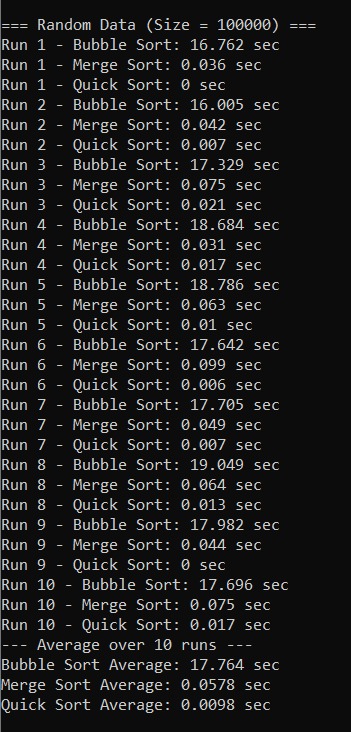 === Random Data (Size = 100000) ===
Run 1 - Bubble Sort: 16.762 sec
Run 1 - Merge Sort: 0.036 sec
Run 1 - Quick Sort: 0 sec
Run 2 - Bubble Sort: 16.005 sec
Run 2 - Merge Sort: 0.042 sec
Run 2 - Quick Sort: 0.007 sec
Run 3 - Bubble Sort: 17.329 sec
Run 3 - Merge Sort: 0.075 sec
Run 3 - Quick Sort: 0.021 sec
Run 4 - Bubble Sort: 18.684 sec
Run 4 - Merge Sort: 0.031 sec
Run 4 - Quick Sort: 0.017 sec
Run 5 - Bubble Sort: 18.786 sec
Run 5 - Merge Sort: 0.063 sec
Run 5 - Quick Sort: 0.01 sec
Run 6 - Bubble Sort: 17.642 sec
Run 6 - Merge Sort: 0.099 sec
Run 6 - Quick Sort: 0.006 sec
Run 7 - Bubble Sort: 17.705 sec
Run 7 - Merge Sort: 0.049 sec
Run 7 - Quick Sort: 0.007 sec
Run 8 - Bubble Sort: 19.049 sec
Run 8 - Merge Sort: 0.064 sec
Run 8 - Quick Sort: 0.013 sec
Run 9 - Bubble Sort: 17.982 sec
Run 9 - Merge Sort: 0.044 sec
Run 9 - Quick Sort: 0 sec
Run 10 - Bubble Sort: 17.696 sec
Run 10 - Merge Sort: 0.075 sec
Run 10 - Quick Sort: 0.017 sec
--- Average over 10 runs ---
Bubble Sort Average: 17.764 sec
Merge Sort Average: 0.0578 sec
Quick Sort Average: 0.0098 sec